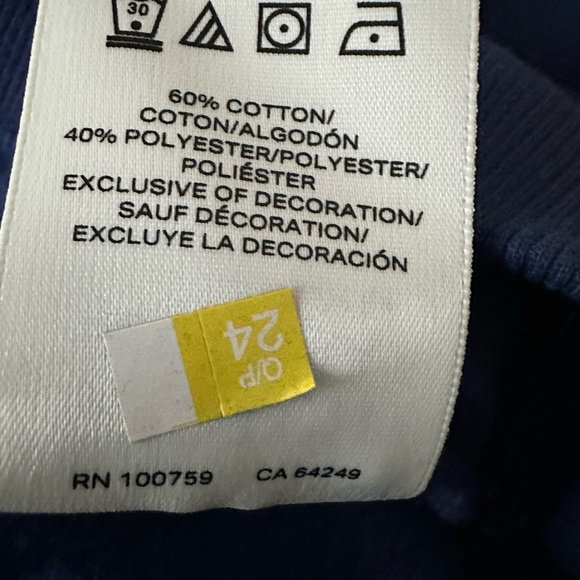 30
60% COTTON/
COTON/ALGODÓN
40% POLYESTER/POLYESTER/
POLIÉSTER
EXCLUSIVE OF DECORATION/
SAUF DÉCORATION/
EXCLUYE LA DECORACIÓN
Q/P
24
RN 100759 CA 64249